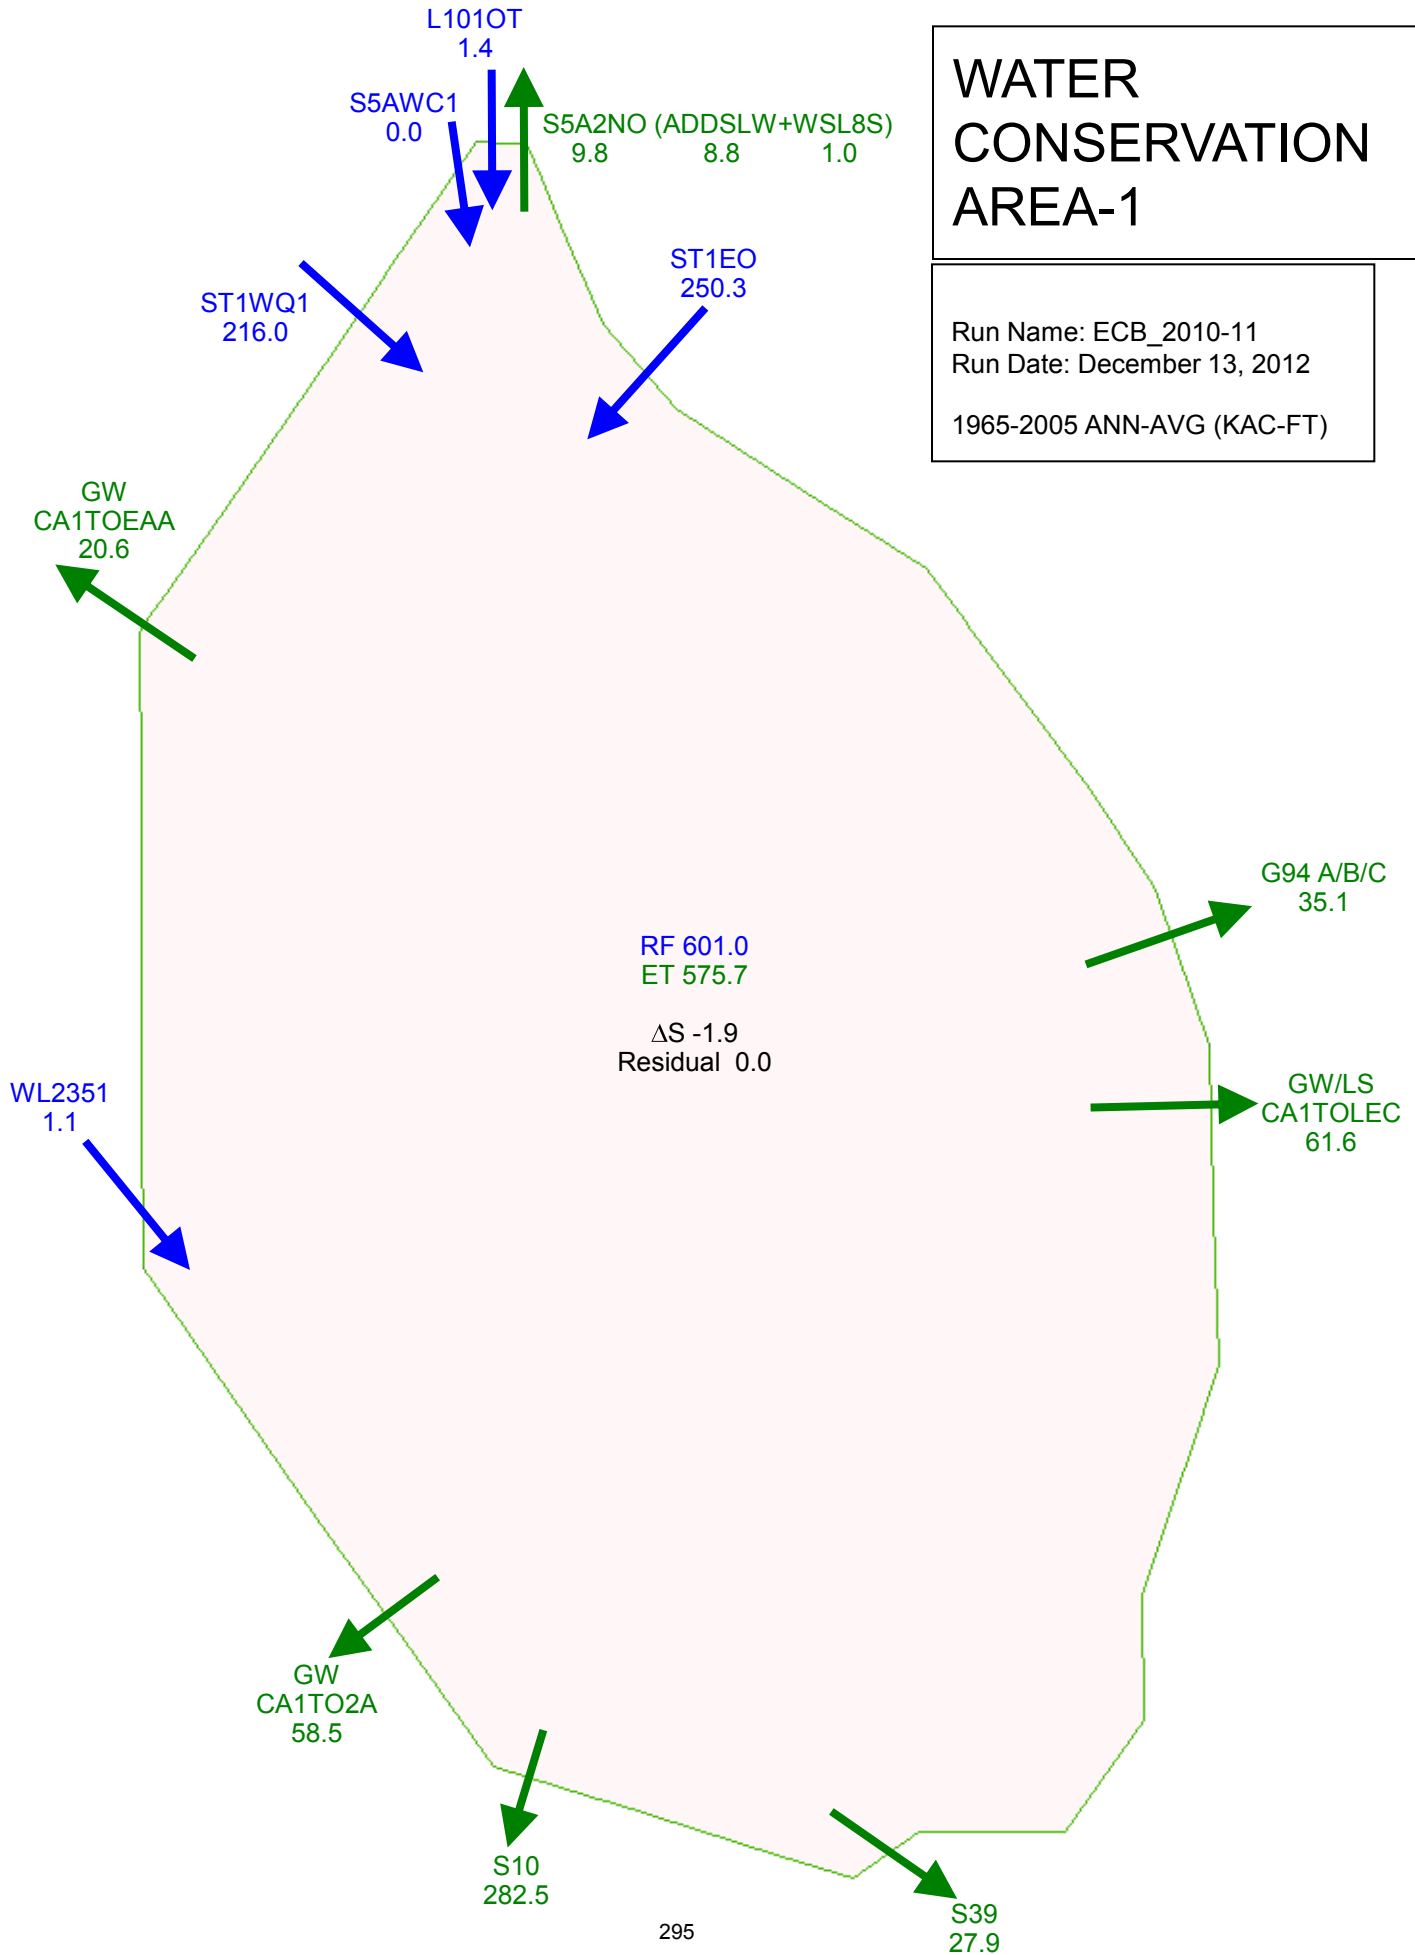 L101OT
1.4
S5AWC1
0.0
S5A2NO (ADDSLW+WSL8S)
9.8 8.8 1.0
WATER
CONSERVATION
AREA-1
ST1EO
250.3
ST1WQ1
216.0
Run Name: ECB_2010-11
Run Date: December 13, 2012
1965-2005 ANN-AVG (KAC-FT)
GW
CA1TOEAA
20.6
G94 A/B/C
35.1
RF 601.0
ET 575.7
ΔS -1.9
Residual 0.0
GW/LS
CA1TOLEC
61.6
WL2351
1.1
GW
CA1TO2A
58.5
S10
282.5
S39
27.9
295